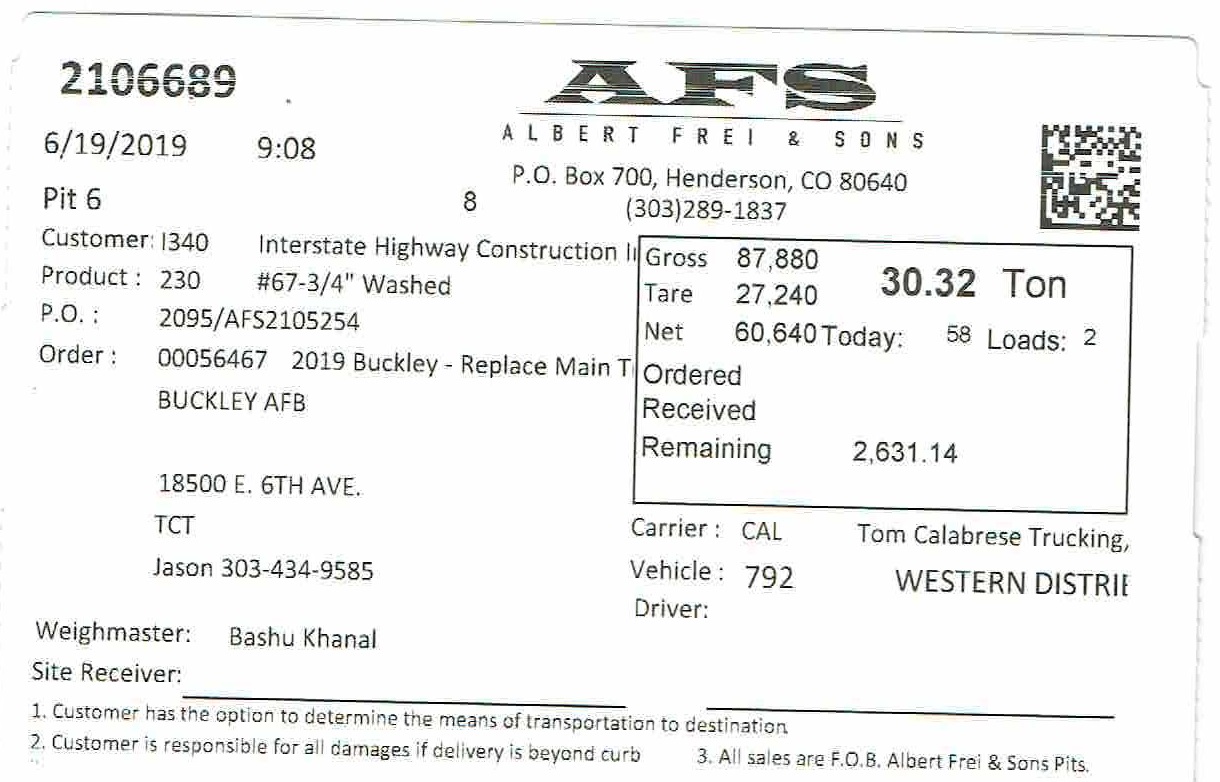 2106689
AFS
ALBERT FREI & SONS
6/19/2019 9:08
P.O. Box 700, Henderson, CO 80640
Pit 6 8 (303)289-1837
Customer: I340 Interstate Highway Construction I
Product : 230 #67-3/4" Washed
P.O. : 2095/AFS2105254
Order : 00056467 2019 Buckley - Replace Main T
BUCKLEY AFB
18500 E. 6TH AVE.
TCT
Jason 303-434-9585
Gross 87,880 30.32 Ton
Tare 27,240
Net 60,640 Today: 58 Loads: 2
Ordered
Received
Remaining 2,631.14
Carrier : CAL Tom Calabrese Trucking,
Vehicle : 792 WESTERN DISTRIE
Driver:
Weighmaster: Bashu Khanal
Site Receiver:
1. Customer has the option to determine the means of transportation to destination
2. Customer is responsible for all damages if delivery is beyond curb 3. All sales are F.O.B. Albert Frei & Sons Pits.